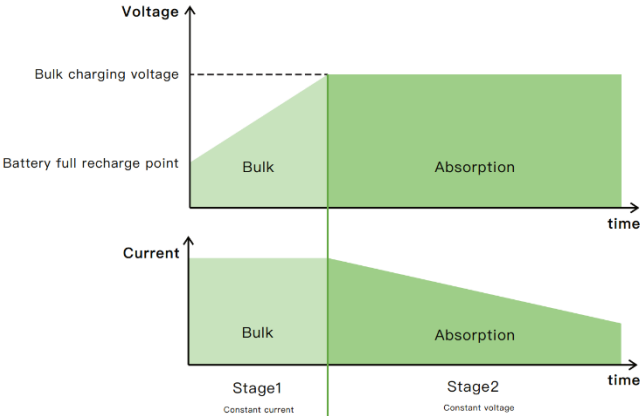 Voltage
Bulk charging voltage
Battery full recharge point
Bulk
Absorption
time
Current
Bulk
Absorption
time
Stage1
Stage2
Constant current
Constant voltage